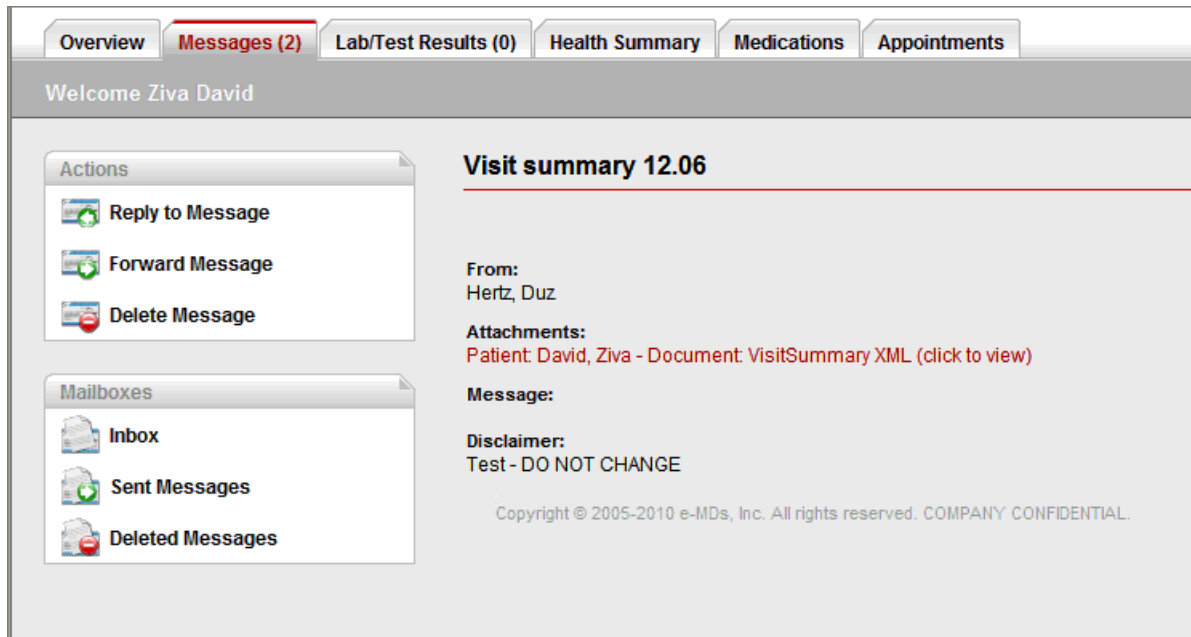 Overview Messages (2) Lab/Test Results (0) Health Summary Medications Appointments
Welcome Ziva David
Actions
Reply to Message
Forward Message
Delete Message
Mailboxes
Inbox
Sent Messages
Deleted Messages
Visit summary 12.06
From:
Hertz, Duz
Attachments:
Patient: David, Ziva - Document: VisitSummary XML (click to view)
Message:
Disclaimer:
Test - DO NOT CHANGE
Copyright © 2005-2010 e-MDs, Inc. All rights reserved. COMPANY CONFIDENTIAL.